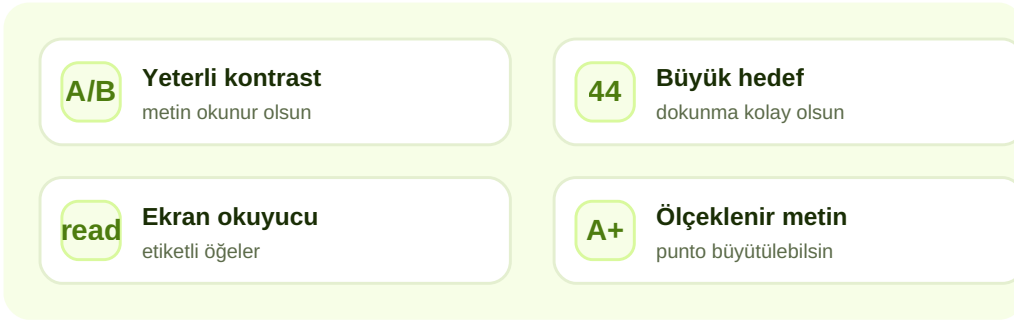 A/B
Yeterli kontrast
metin okunur olsun
44
Büyük hedef
dokunma kolay olsun
read
Ekran okuyucu
etiketli öğeler
A+
Ölçeklenir metin
punto büyütülebilsin